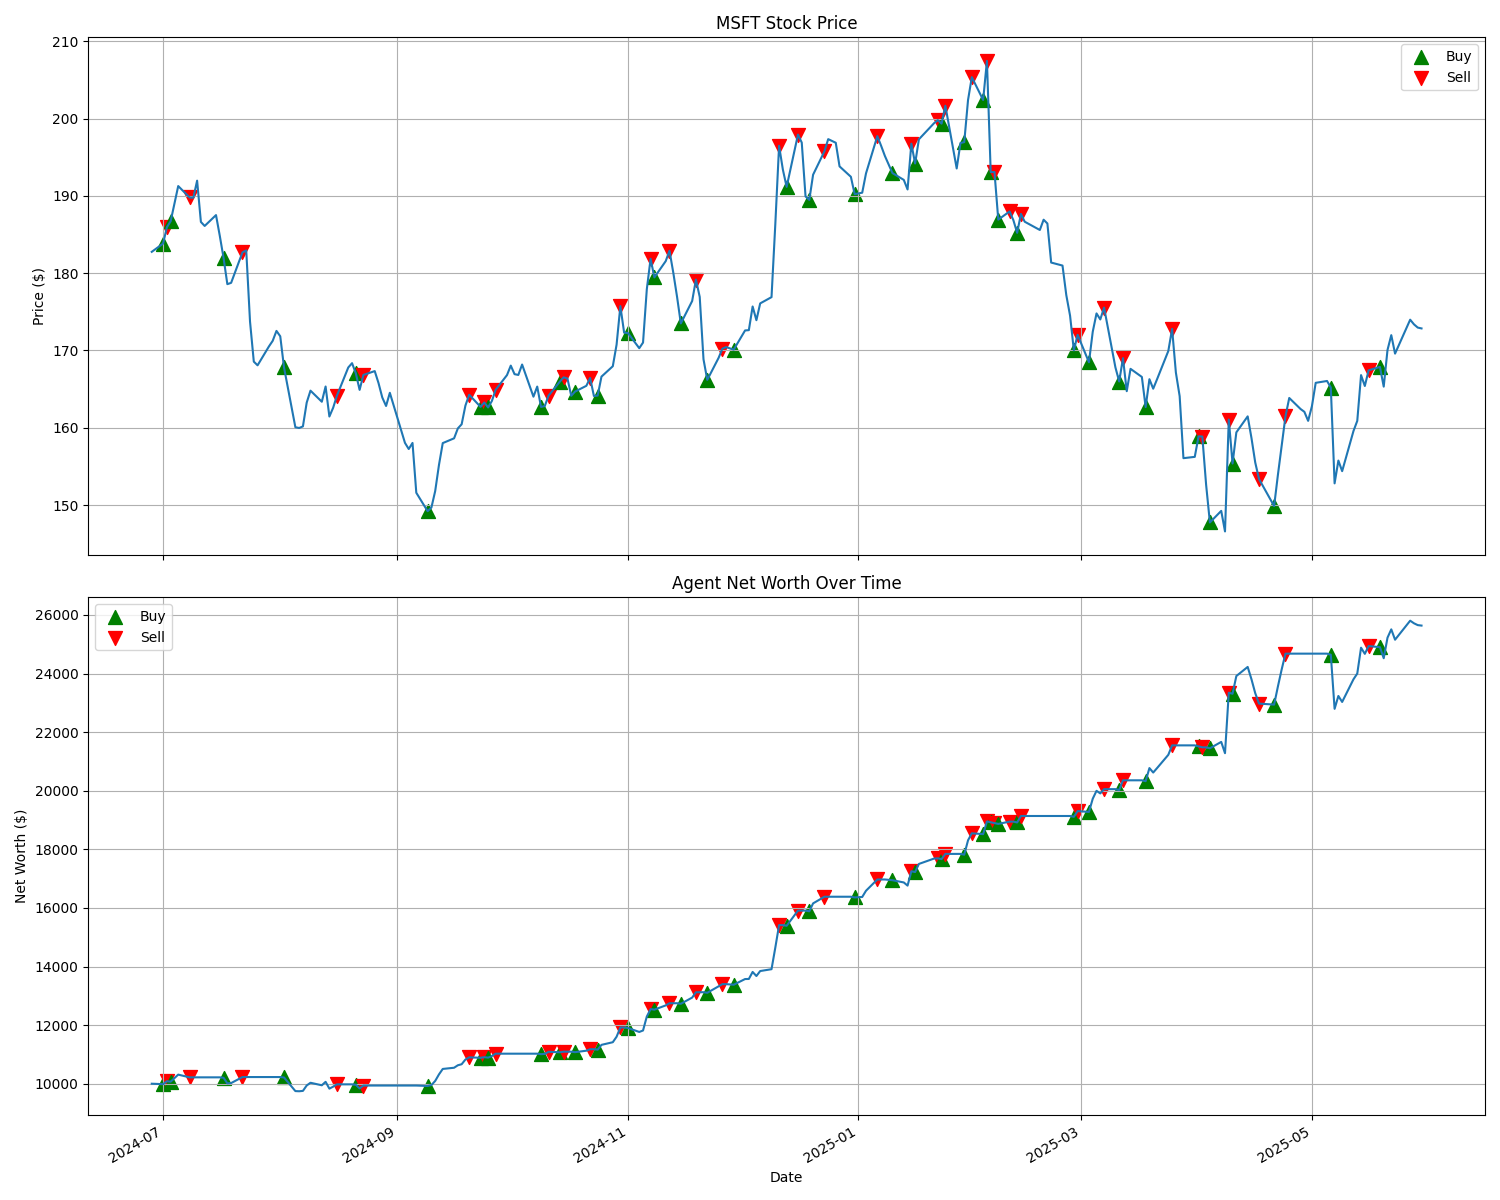 MSFT Stock Price
210
200
190
180
170
160
150
Price ($)
Buy
Sell
Agent Net Worth Over Time
26000
24000
22000
20000
18000
16000
14000
12000
10000
Net Worth ($)
Buy
Sell
2024-07
2024-09
2024-11
2025-01
2025-03
2025-05
Date